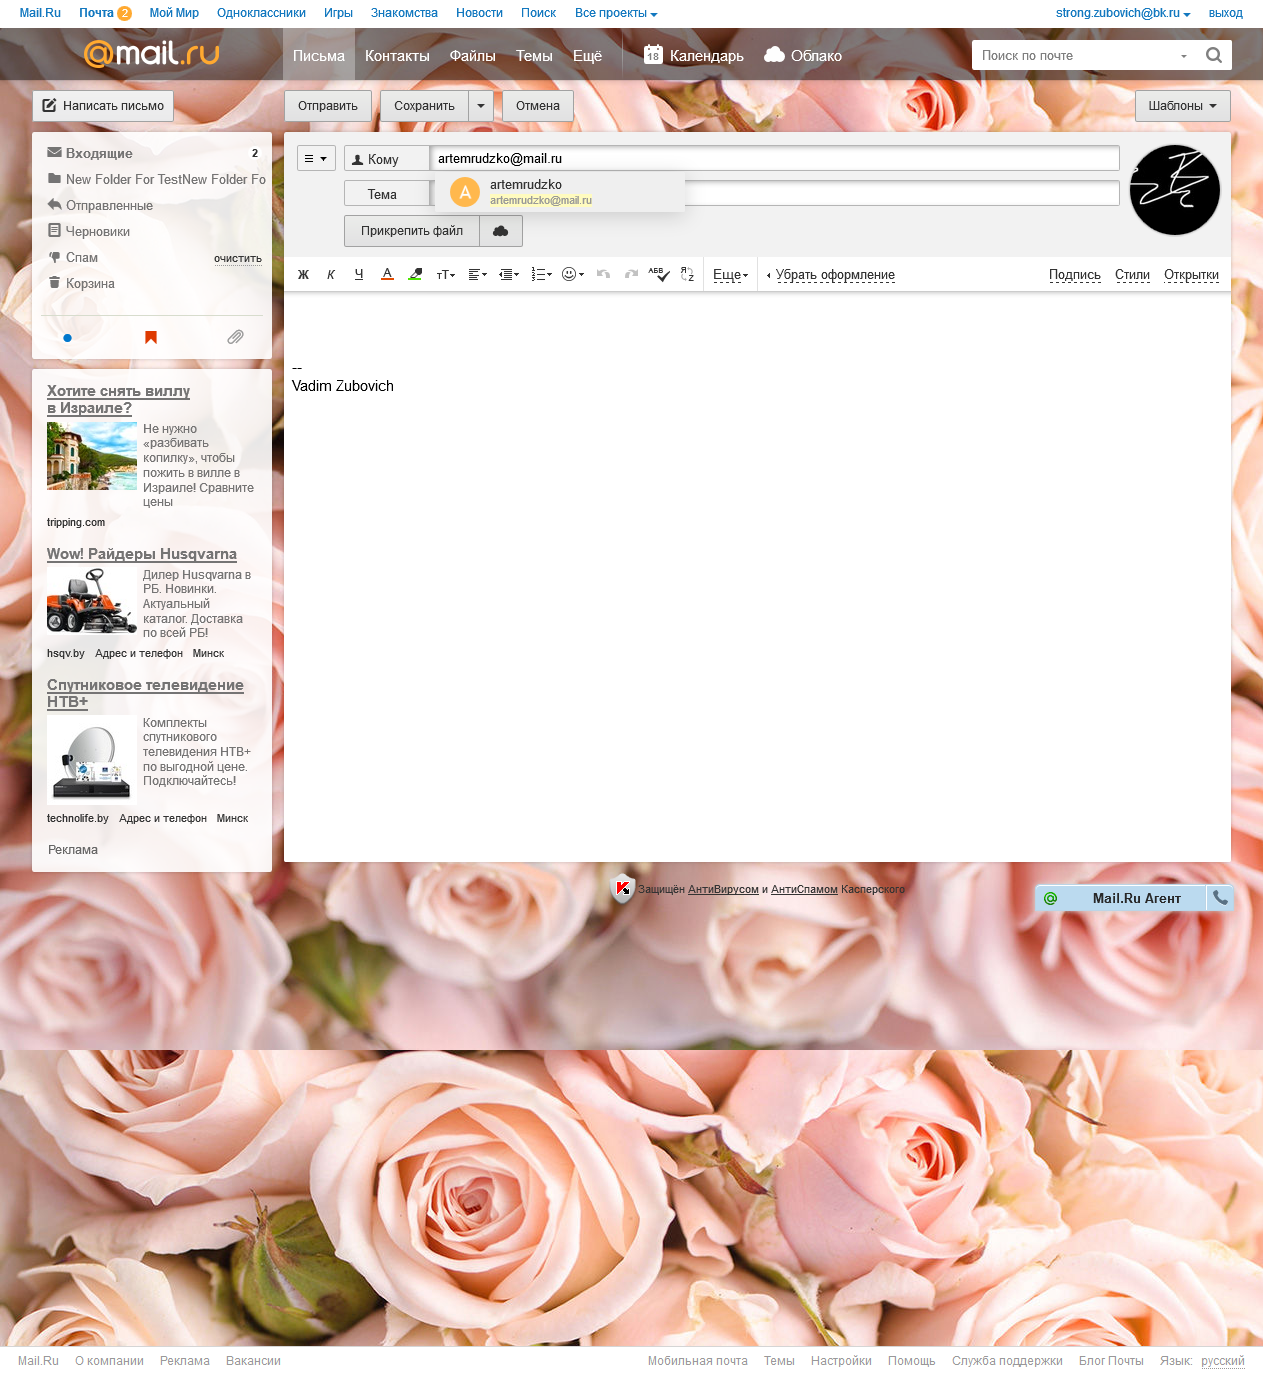 Mail.Ru Почта 2 Мой Мир Одноклассники Игры Знакомства Новости Поиск Все проекты strong.zubovich@bk.ru выход
@mail.ru Письма Контакты Файлы Темы Ещё 18 Календарь Облако Поиск по почте
Написать письмо Отправить Сохранить Отмена Шаблоны
Входящие 2
New Folder For TestNew Folder Fo
Отправленные
Черновики
Спам очистить
Корзина
Кому artemrudzko@mail.ru
A artemrudzko
artemrudzko@mail.ru
Тема
Прикрепить файл
Ж К Ч А тТ АБВ Я Z Еще Убрать оформление Подпись Стили Открытки
--
Vadim Zubovich
Хотите снять виллу
в Израиле?
Не нужно
«разбивать
копилку», чтобы
пожить в вилле в
Израиле! Сравните
цены
tripping.com
Wow! Райдеры Husqvarna
Дилер Husqvarna в
РБ. Новинки.
Актуальный
каталог. Доставка
по всей РБ!
hsqv.by Адрес и телефон Минск
Спутниковое телевидение
НТВ+
Комплекты
спутникового
телевидения НТВ+
по выгодной цене.
Подключайтесь!
technolife.by Адрес и телефон Минск
Реклама
Защищён АнтиВирусом и АнтиСпамом Касперского
Mail.Ru Агент
Mail.Ru О компании Реклама Вакансии Мобильная почта Темы Настройки Помощь Служба поддержки Блог Почты Язык: русский